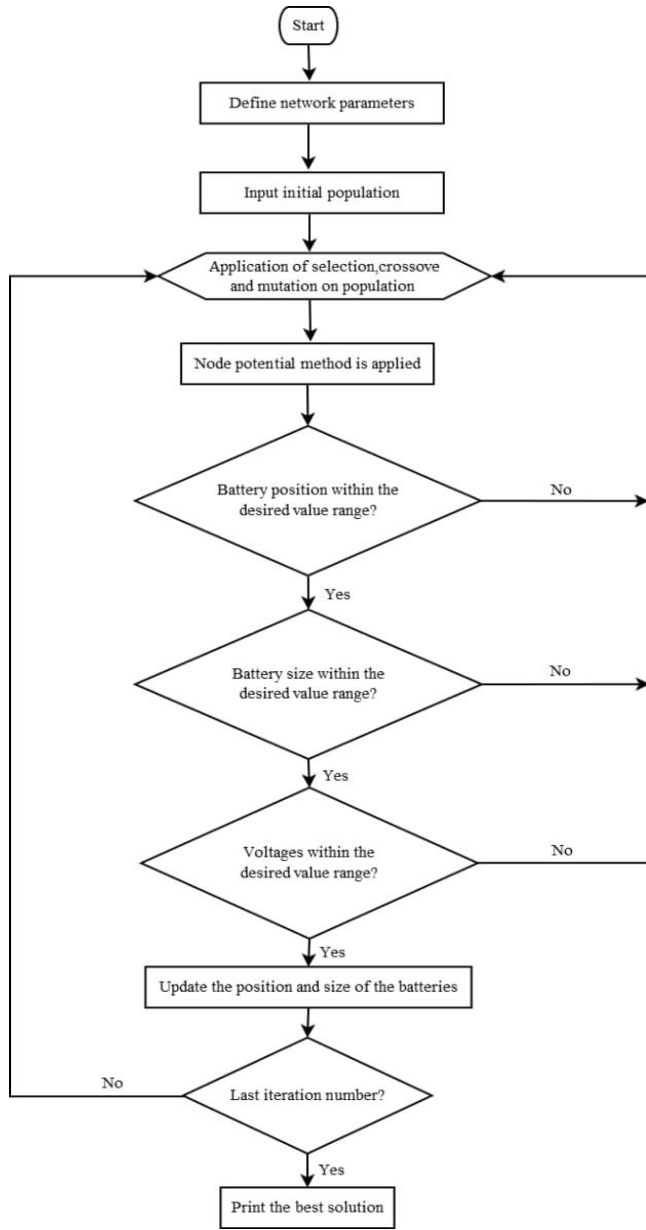 Start
Define network parameters
Input initial population
Application of selection,crossove
and mutation on population
Node potential method is applied
Battery position within the
desired value range?
No
Yes
Battery size within the
desired value range?
No
Yes
Voltages within the
desired value range?
No
Yes
Update the position and size of the batteries
No
Last iteration number?
Yes
Print the best solution